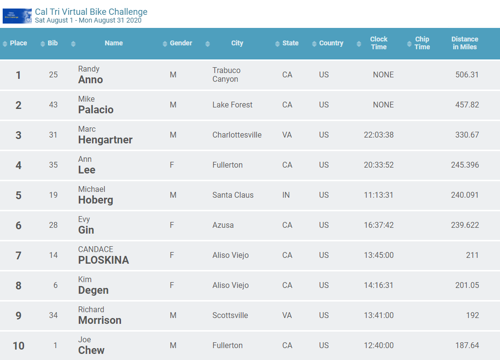 Cal Tri Virtual Bike Challenge
Sat August 1 - Mon August 31 2020
Place Bib Name Gender City State Country Clock Time Chip Time Distance in Miles
1 25 Randy Anno M Trabuco Canyon CA US NONE 506.31
2 43 Mike Palacio M Lake Forest CA US NONE 457.82
3 31 Marc Hengartner M Charlottesville VA US 22:03:38 330.67
4 35 Ann Lee F Fullerton CA US 20:33:52 245.396
5 19 Michael Hoberg M Santa Claus IN US 11:13:31 240.091
6 28 Evy Gin F Azusa CA US 16:37:42 239.622
7 14 CANDACE PLOSKINA F Aliso Viejo CA US 13:45:00 211
8 6 Kim Degen F Aliso Viejo CA US 14:16:31 201.05
9 34 Richard Morrison M Scottsville VA US 13:41:00 192
10 1 Joe Chew M Fullerton CA US 12:40:00 187.64